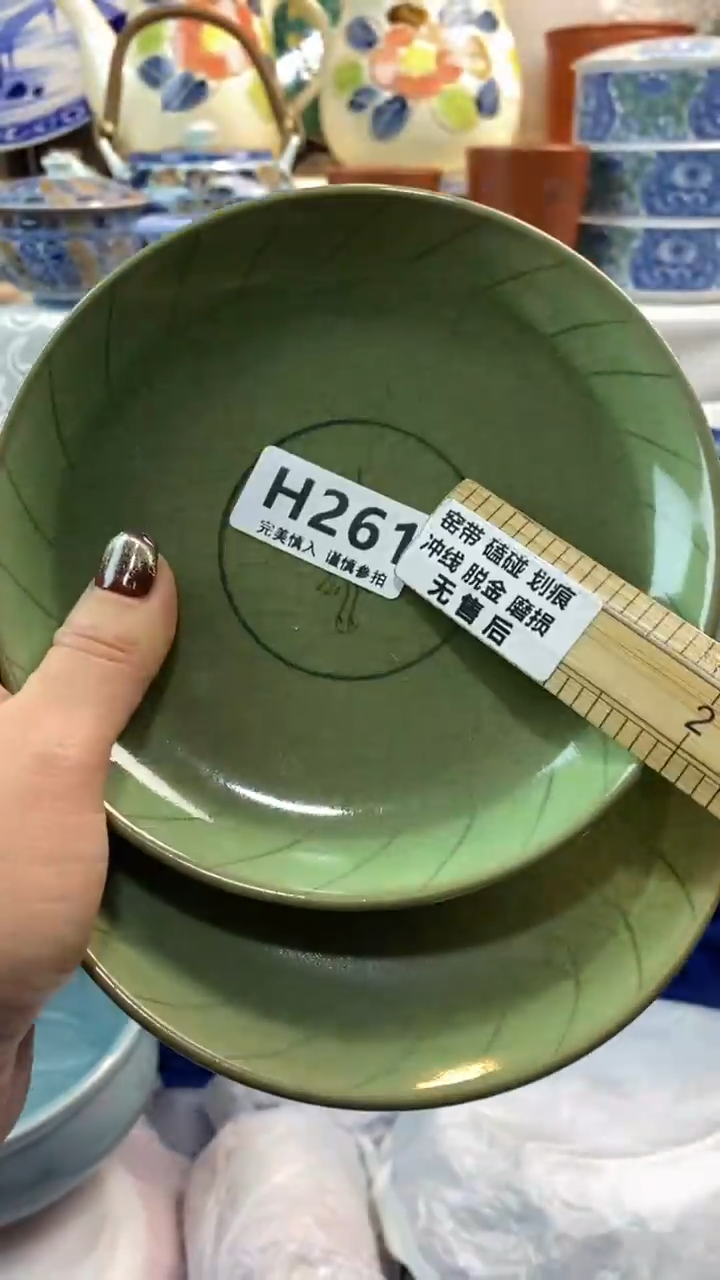 H261
完美慎入 谨慎参拍
窑带 磕碰 划痕
冲线 脱金 磨损
无售后
2